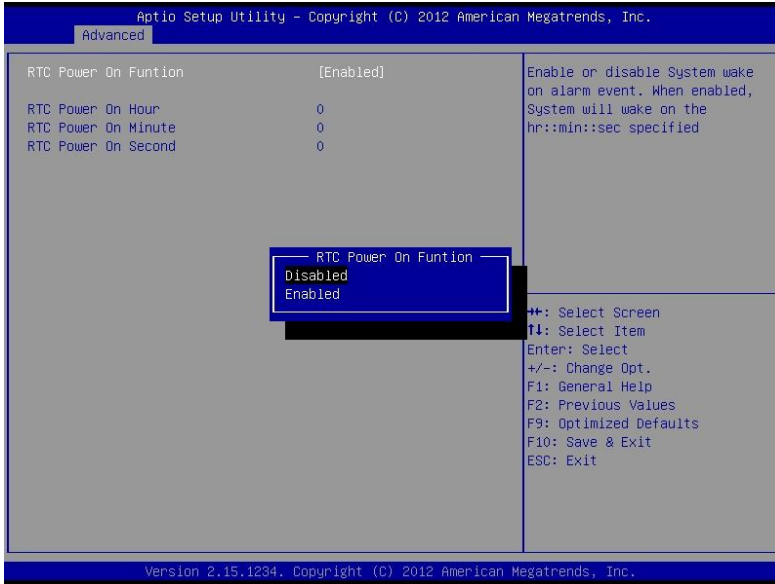 Aptio Setup Utility – Copyright (C) 2012 American Megatrends, Inc.
Advanced
RTC Power On Funtion [Enabled]
RTC Power On Hour 0
RTC Power On Minute 0
RTC Power On Second 0
Enable or disable System wake
on alarm event. When enabled,
System will wake on the
hr::min::sec specified
RTC Power On Funtion
Disabled
Enabled
→←: Select Screen
↑↓: Select Item
Enter: Select
+/-: Change Opt.
F1: General Help
F2: Previous Values
F9: Optimized Defaults
F10: Save & Exit
ESC: Exit
Version 2.15.1234. Copyright (C) 2012 American Megatrends, Inc.